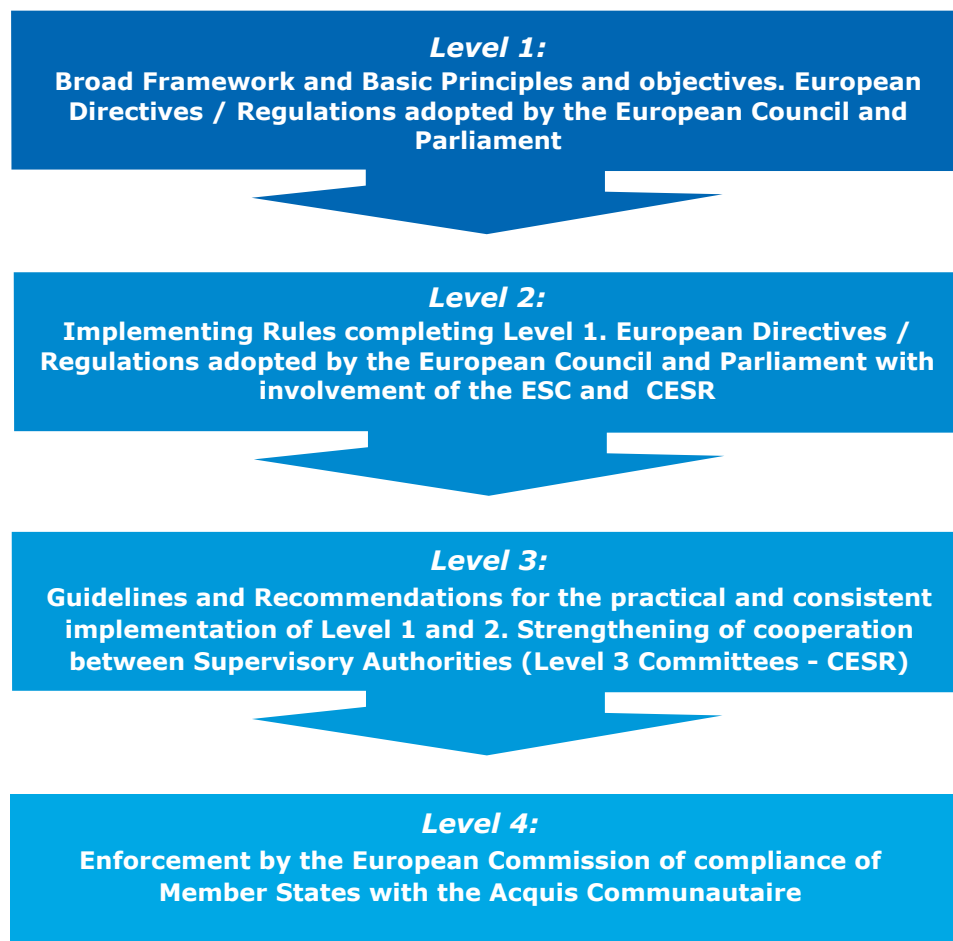 Level 1:
Broad Framework and Basic Principles and objectives. European
Directives / Regulations adopted by the European Council and
Parliament
Level 2:
Implementing Rules completing Level 1. European Directives /
Regulations adopted by the European Council and Parliament with
involvement of the ESC and CESR
Level 3:
Guidelines and Recommendations for the practical and consistent
implementation of Level 1 and 2. Strengthening of cooperation
between Supervisory Authorities (Level 3 Committees - CESR)
Level 4:
Enforcement by the European Commission of compliance of
Member States with the Acquis Communautaire